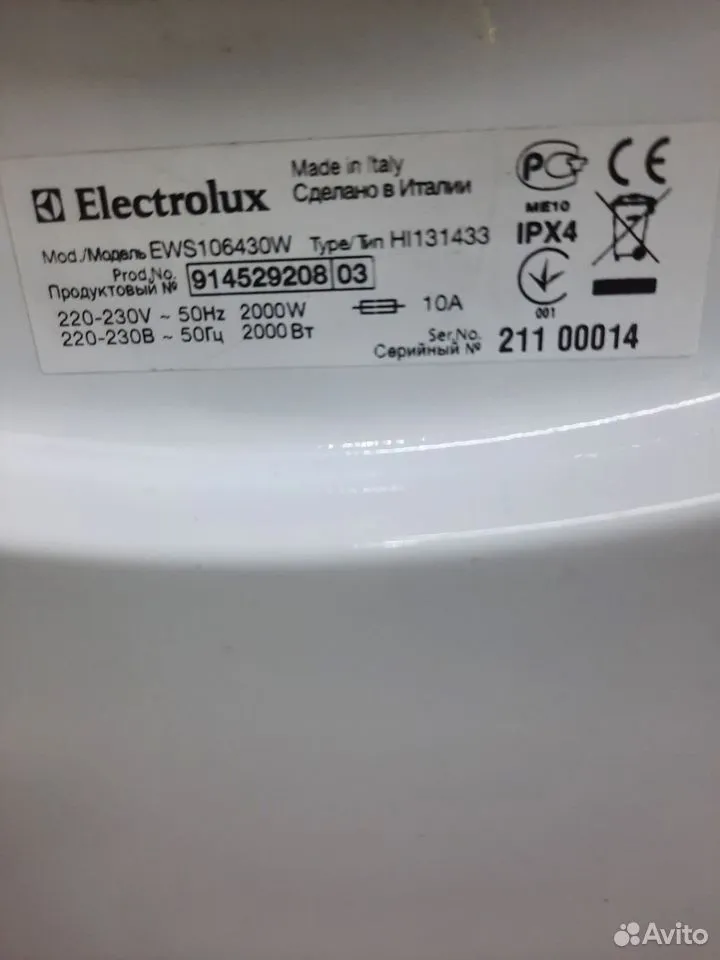 Electrolux
Made in Italy
Сделано в Италии
Mod./Модель EWS106430W Type/Тип HI131433
Prod.No.
Продуктовый № 914529208 03
220-230V ~ 50Hz 2000W 10A
220-230В ~ 50Гц 2000 Вт
Ser.No.
Серийный № 211 00014
РС
CE
ME10
IPX4
001
Avito